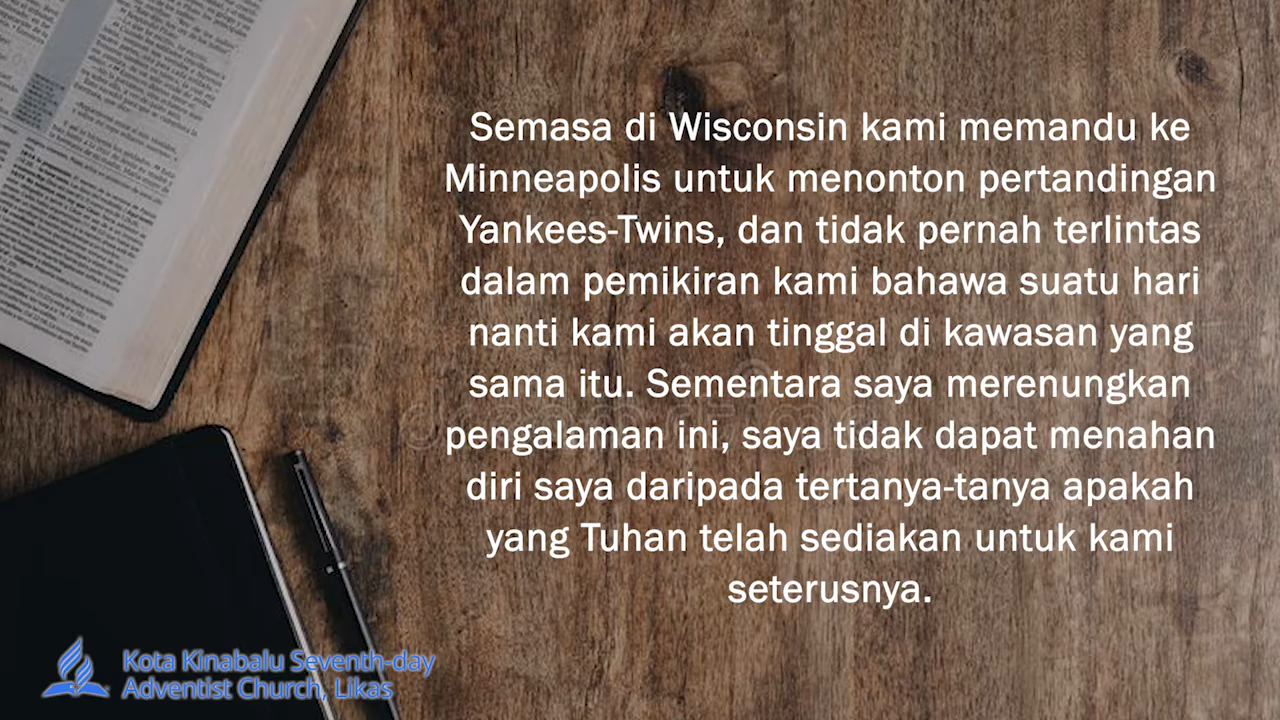 Semasa di Wisconsin kami memandu ke
Minneapolis untuk menonton pertandingan
Yankees-Twins, dan tidak pernah terlintas
dalam pemikiran kami bahawa suatu hari
nanti kami akan tinggal di kawasan yang
sama itu. Sementara saya merenungkan
pengalaman ini, saya tidak dapat menahan
diri saya daripada tertanya-tanya apakah
yang Tuhan telah sediakan untuk kami
seterusnya.
Kota Kinabalu Seventh-day
Adventist Church, Likas